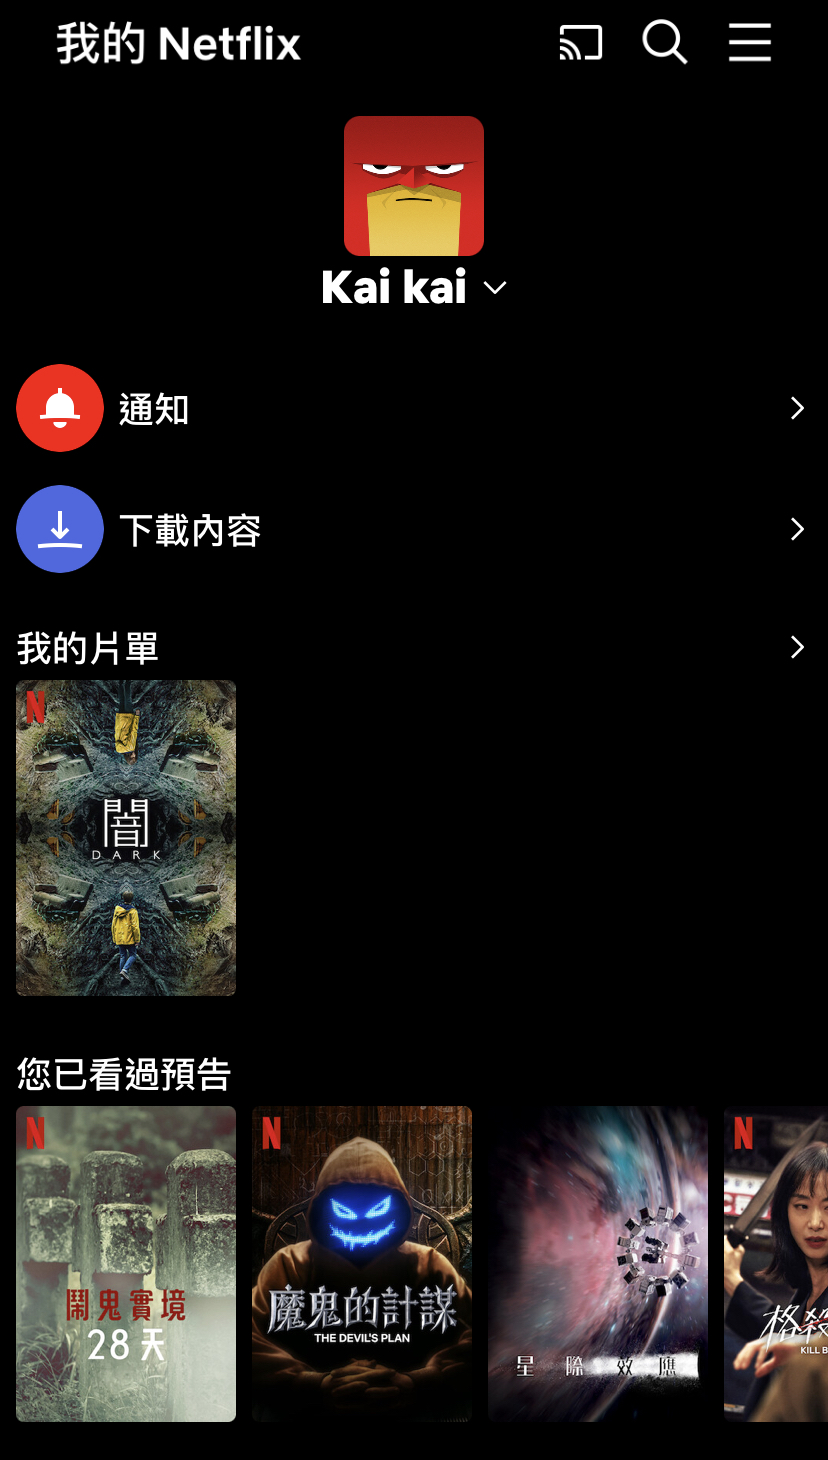 我的 Netflix
Kai kai
通知
下載內容
我的片單
N
闇
DARK
您已看過預告
N
鬧鬼實境
28 天
N
魔鬼的計謀
THE DEVIL'S PLAN
星際效應
N
格殺
KILL B